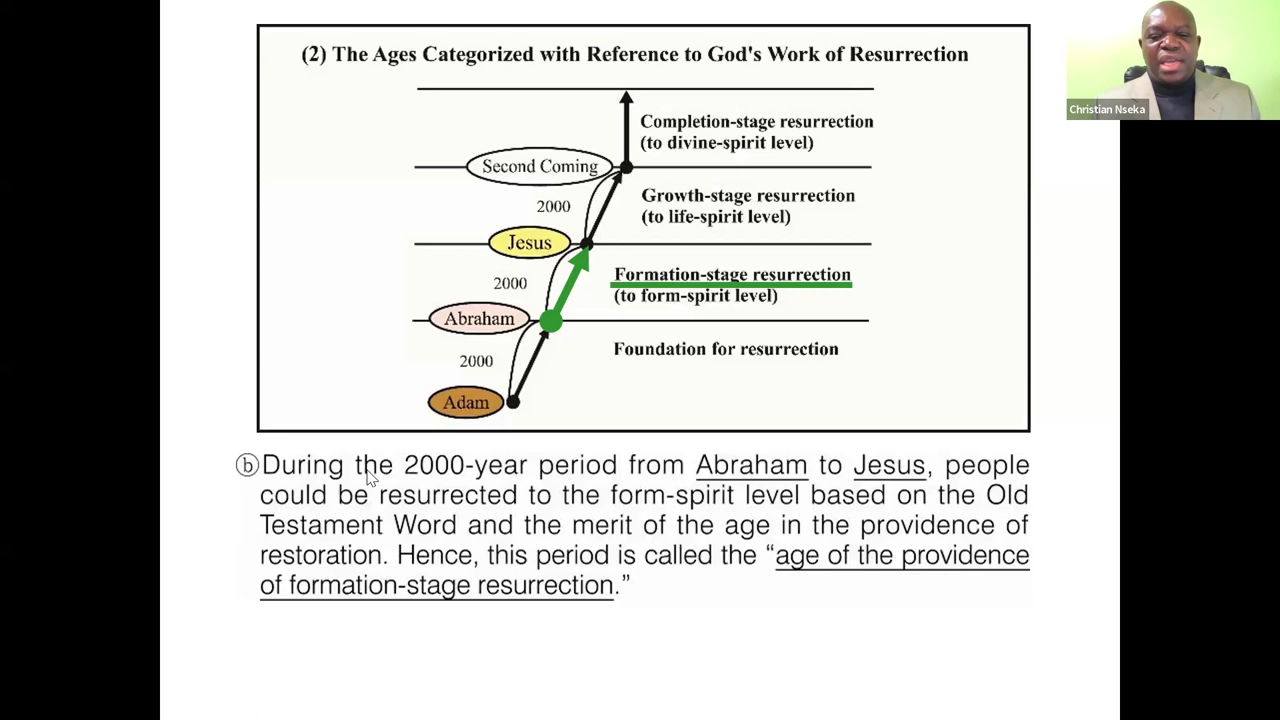 (2) The Ages Categorized with Reference to God's Work of Resurrection
Completion-stage resurrection
(to divine-spirit level)
Second Coming
2000
Growth-stage resurrection
(to life-spirit level)
Jesus
2000
Formation-stage resurrection
(to form-spirit level)
Abraham
2000
Foundation for resurrection
Adam
ⓑDuring the 2000-year period from Abraham to Jesus, people
could be resurrected to the form-spirit level based on the Old
Testament Word and the merit of the age in the providence of
restoration. Hence, this period is called the “age of the providence
of formation-stage resurrection.”
Christian Nseka